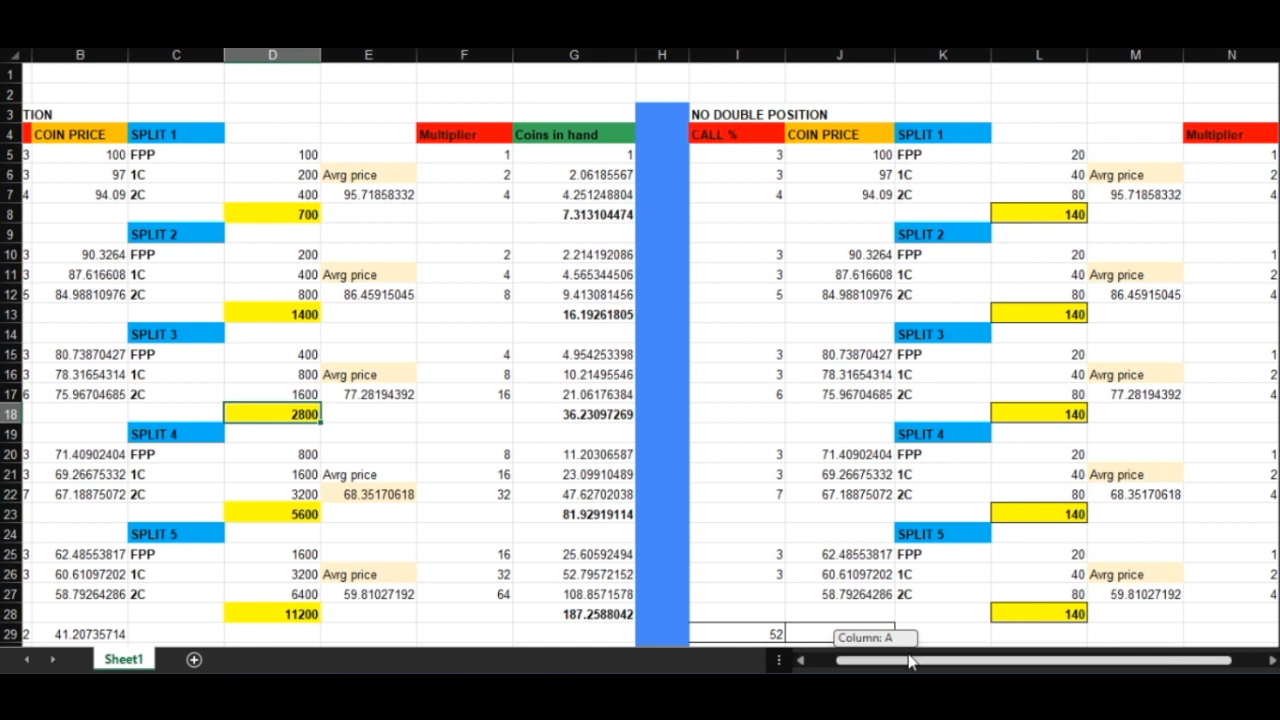 B C D E F G H I J K L M N
1
2
3 TION NO DOUBLE POSITION
4 COIN PRICE SPLIT 1 Multiplier Coins in hand CALL % COIN PRICE SPLIT 1 Multiplier
5 3 100 FPP 100 1 1 3 100 FPP 20 1
6 3 97 1C 200 Avrg price 2 2.06185567 3 97 1C 40 Avrg price 2
7 4 94.09 2C 400 95.71858332 4 4.251248804 4 94.09 2C 80 95.71858332 4
8 700 7.313104474 140
9 SPLIT 2 SPLIT 2
10 3 90.3264 FPP 200 2 2.214192086 3 90.3264 FPP 20 1
11 3 87.616608 1C 400 Avrg price 4 4.565344506 3 87.616608 1C 40 Avrg price 2
12 5 84.98810976 2C 800 86.45915045 8 9.413081456 5 84.98810976 2C 80 86.45915045 4
13 1400 16.19261805 140
14 SPLIT 3 SPLIT 3
15 3 80.73870427 FPP 400 4 4.954253398 3 80.73870427 FPP 20 1
16 3 78.31654314 1C 800 Avrg price 8 10.21495546 3 78.31654314 1C 40 Avrg price 2
17 6 75.96704685 2C 1600 77.28194392 16 21.06176384 6 75.96704685 2C 80 77.28194392 4
18 2800 36.23097269 140
19 SPLIT 4 SPLIT 4
20 3 71.40902404 FPP 800 8 11.20306587 3 71.40902404 FPP 20 1
21 3 69.26675332 1C 1600 Avrg price 16 23.09910489 3 69.26675332 1C 40 Avrg price 2
22 7 67.18875072 2C 3200 68.35170618 32 47.62702038 7 67.18875072 2C 80 68.35170618 4
23 5600 81.92919114 140
24 SPLIT 5 SPLIT 5
25 3 62.48553817 FPP 1600 16 25.60592494 3 62.48553817 FPP 20 1
26 3 60.61097202 1C 3200 Avrg price 32 52.79572152 3 60.61097202 1C 40 Avrg price 2
27 58.79264286 2C 6400 59.81027192 64 108.8571578 58.79264286 2C 80 59.81027192 4
28 11200 187.2588042 140
29 2 41.20735714 52 Column: A
Sheet1